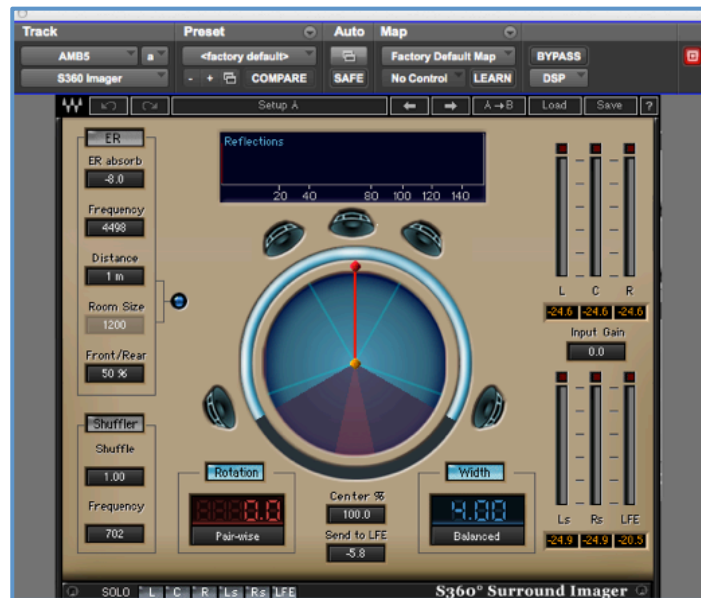 Track Preset Auto Map
AMB5 a <factory default> Factory Default Map BYPASS
S360 Imager - + COMPARE SAFE No Control LEARN DSP
Setup A A→B Load Save ?
ER
ER absorb
-8.0
Frequency
4498
Distance
1 m
Room Size
1200
Front/Rear
50 %
Shuffler
Shuffle
1.00
Frequency
702
Reflections
20 40 80 100 120 140
Rotation
0.0
Pair-wise
Center %
100.0
Send to LFE
-5.8
Width
4.00
Balanced
L C R
-24.6 -24.6 -24.6
Input Gain
0.0
Ls Rs LFE
-24.9 -24.9 -20.5
SOLO L C R Ls Rs LFE S360° Surround Imager